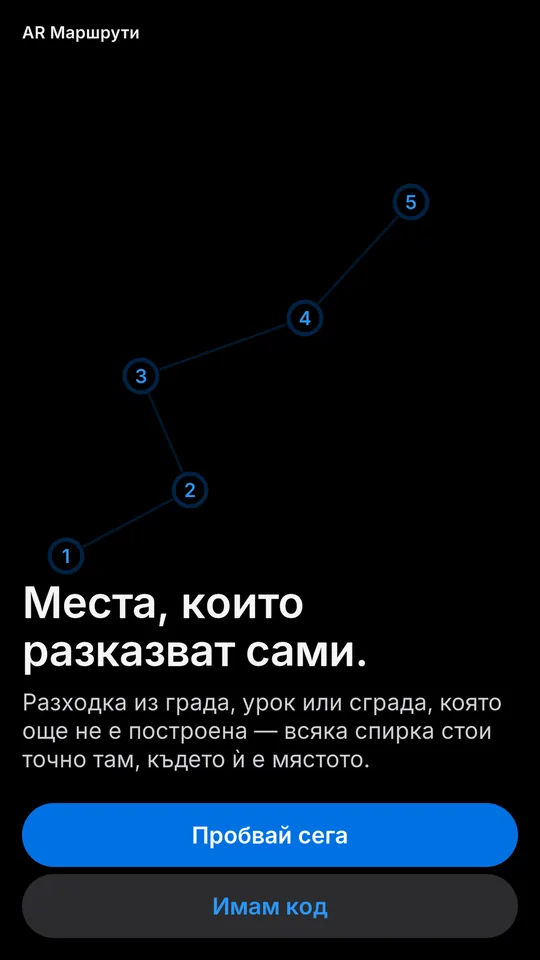 AR Маршрути
5
4
3
2
1
Места, които
разказват сами.
Разходка из града, урок или сграда, която
още не е построена — всяка спирка стои
точно там, където ѝ е мястото.
Пробвай сега
Имам код